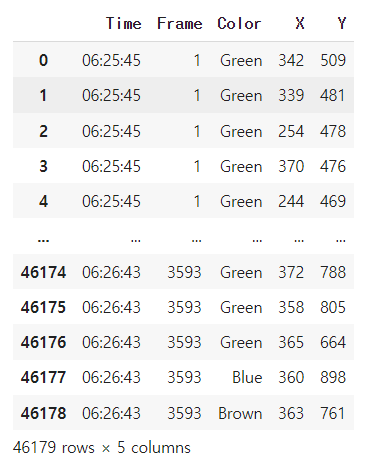 Time Frame Color X Y
0 06:25:45 1 Green 342 509
1 06:25:45 1 Green 339 481
2 06:25:45 1 Green 254 478
3 06:25:45 1 Green 370 476
4 06:25:45 1 Green 244 469
... ... ... ... ... ...
46174 06:26:43 3593 Green 372 788
46175 06:26:43 3593 Green 358 805
46176 06:26:43 3593 Green 365 664
46177 06:26:43 3593 Blue 360 898
46178 06:26:43 3593 Brown 363 761
46179 rows × 5 columns